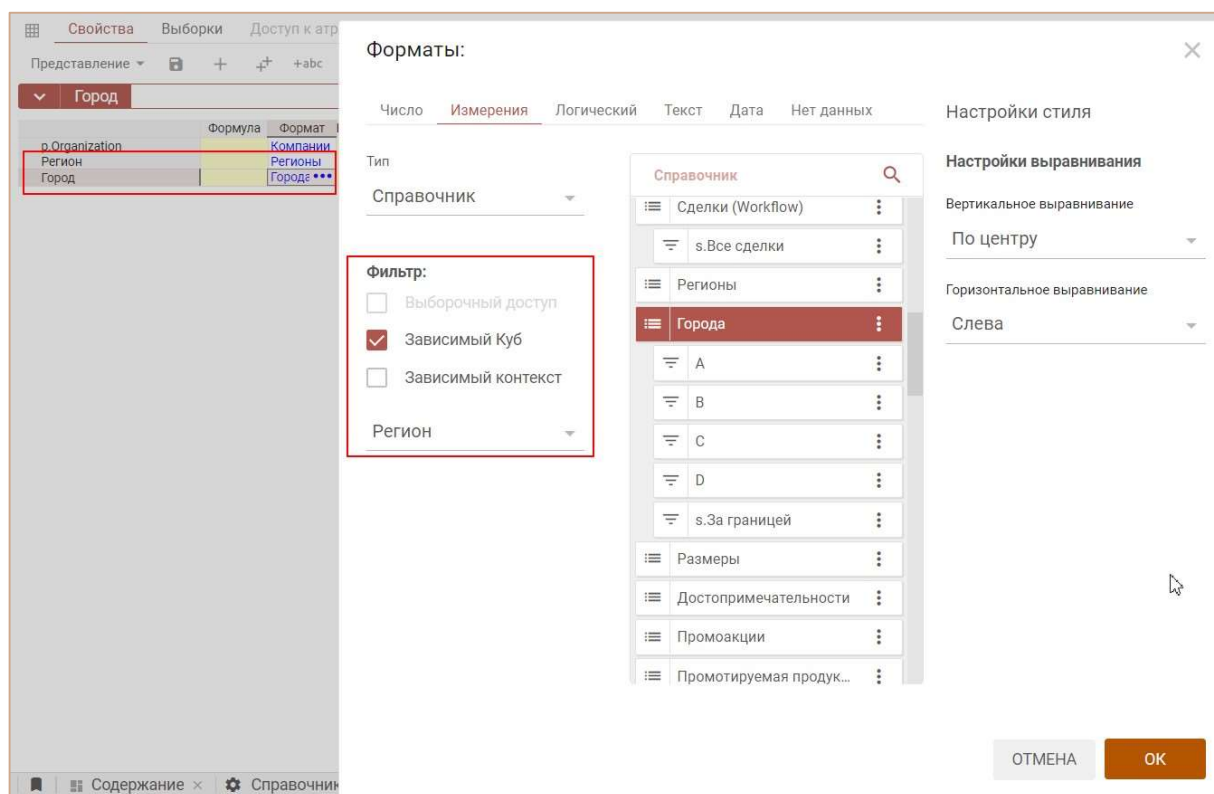 Свойства Выборки Доступ к атр
Представление + +abc
Город
Формула Формат
p.Organization Компании
Регион Регионы
Город Города •••
Содержание × Справочник
Форматы:
Число Измерения Логический Текст Дата Нет данных
Тип
Справочник
Фильтр:
Выборочный доступ
Зависимый Куб
Зависимый контекст
Регион
Справочник
Сделки (Workflow)
s.Все сделки
Регионы
Города
A
B
C
D
s.За границей
Размеры
Достопримечательности
Промоакции
Промотируемая продук...
Настройки стиля
Настройки выравнивания
Вертикальное выравнивание
По центру
Горизонтальное выравнивание
Слева
ОТМЕНА ОК